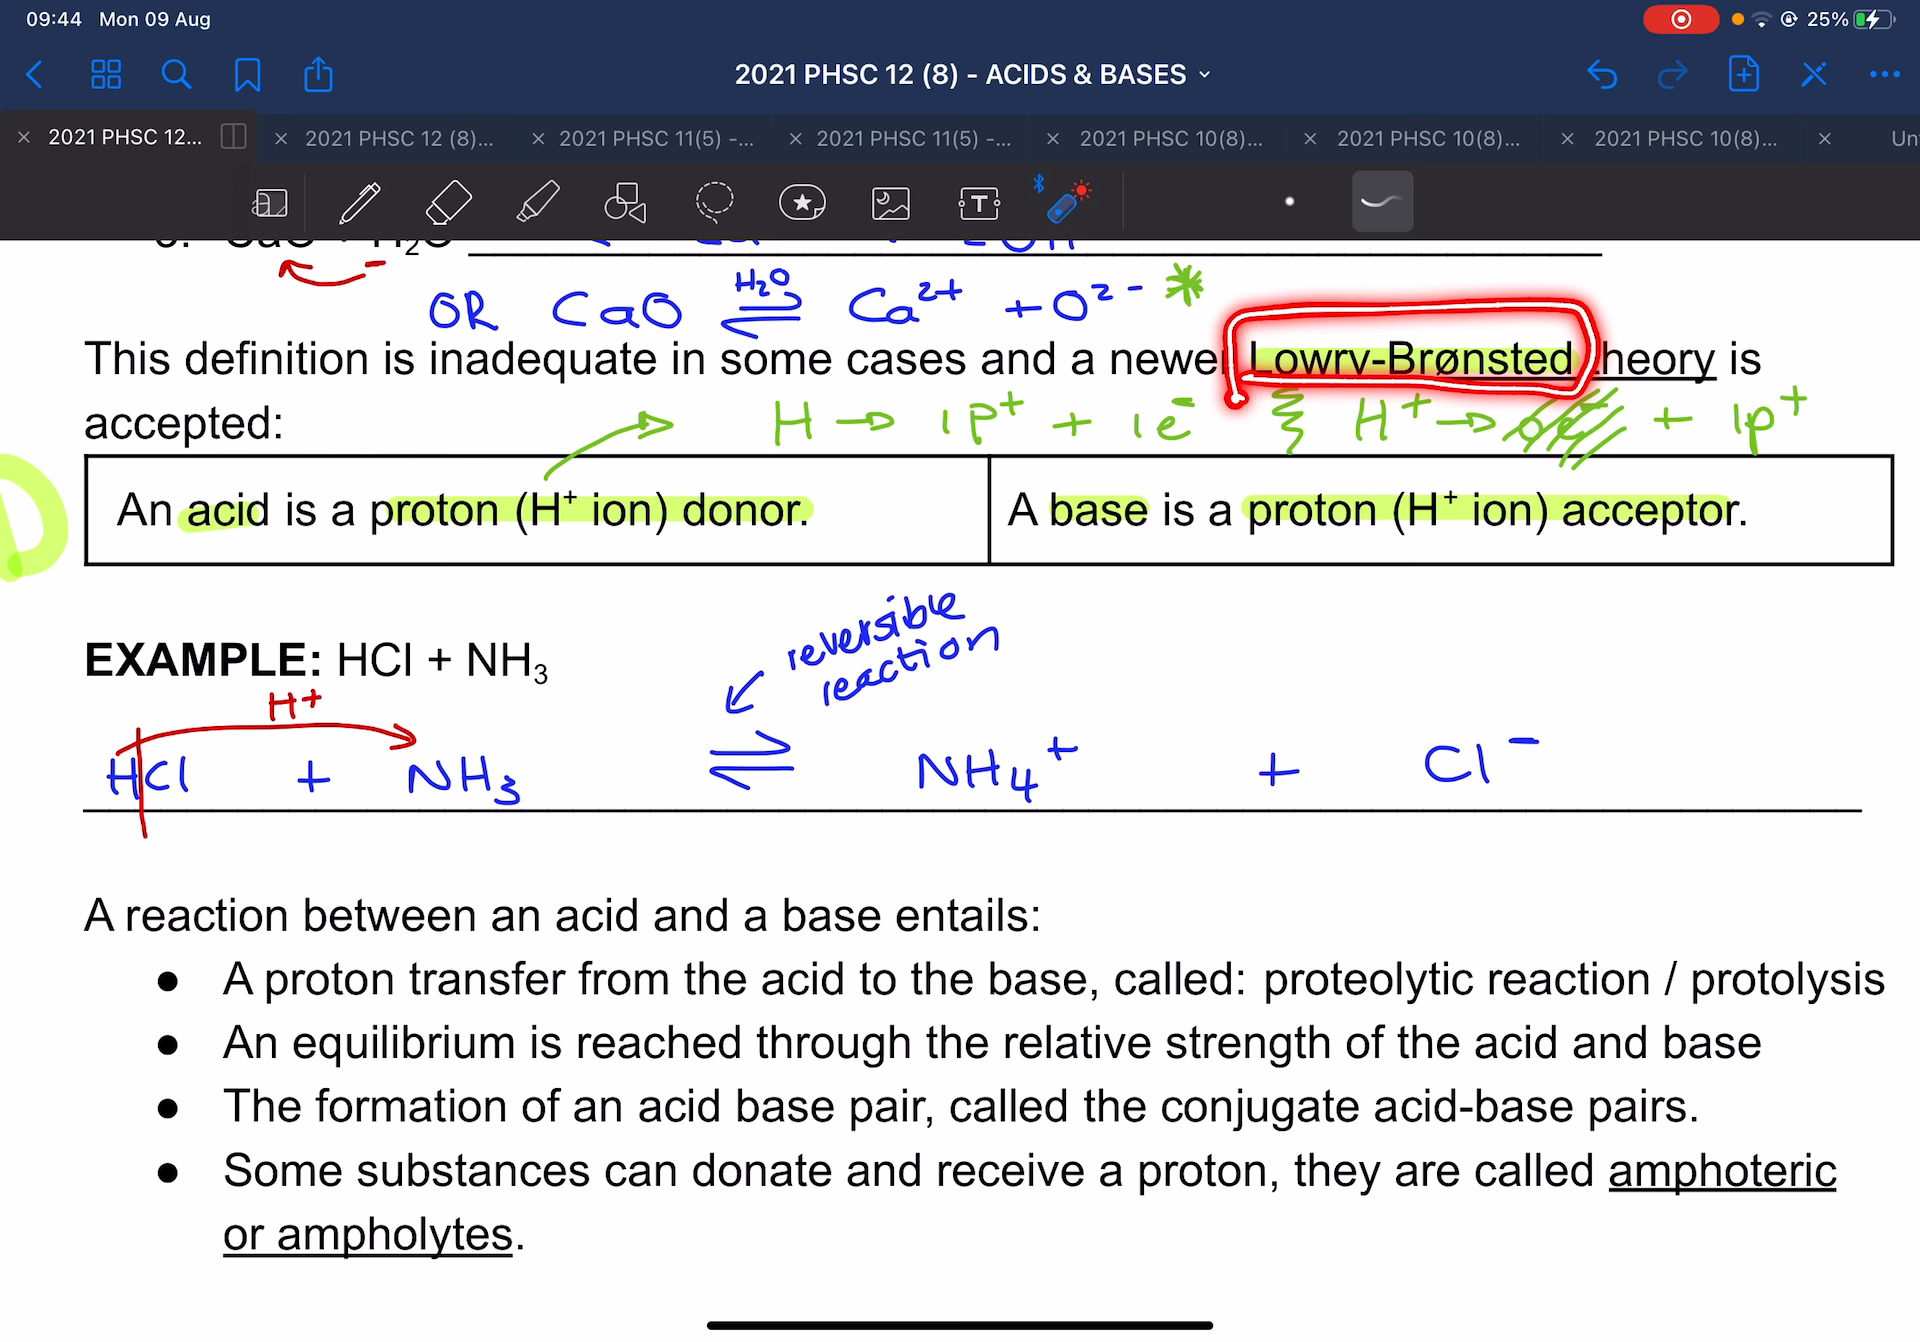 09:44 Mon 09 Aug 25%
2021 PHSC 12 (8) - ACIDS & BASES
2021 PHSC 12... 2021 PHSC 12 (8)... 2021 PHSC 11(5) -... 2021 PHSC 11(5) -... 2021 PHSC 10(8)... 2021 PHSC 10(8)... 2021 PHSC 10(8)... Un
OR CaO ⇌ H₂O Ca²⁺ + O²⁻ *
This definition is inadequate in some cases and a newer Lowry-Brønsted theory is
accepted:
H → 1p⁺ + 1e⁻ H⁺ → + 1p⁺
An acid is a proton (H⁺ ion) donor. A base is a proton (H⁺ ion) acceptor.
reversible
reaction
EXAMPLE: HCl + NH₃
H⁺
HCl + NH₃ ⇌ NH₄⁺ + Cl⁻
A reaction between an acid and a base entails:
● A proton transfer from the acid to the base, called: proteolytic reaction / protolysis
● An equilibrium is reached through the relative strength of the acid and base
● The formation of an acid base pair, called the conjugate acid-base pairs.
● Some substances can donate and receive a proton, they are called amphoteric
or ampholytes.